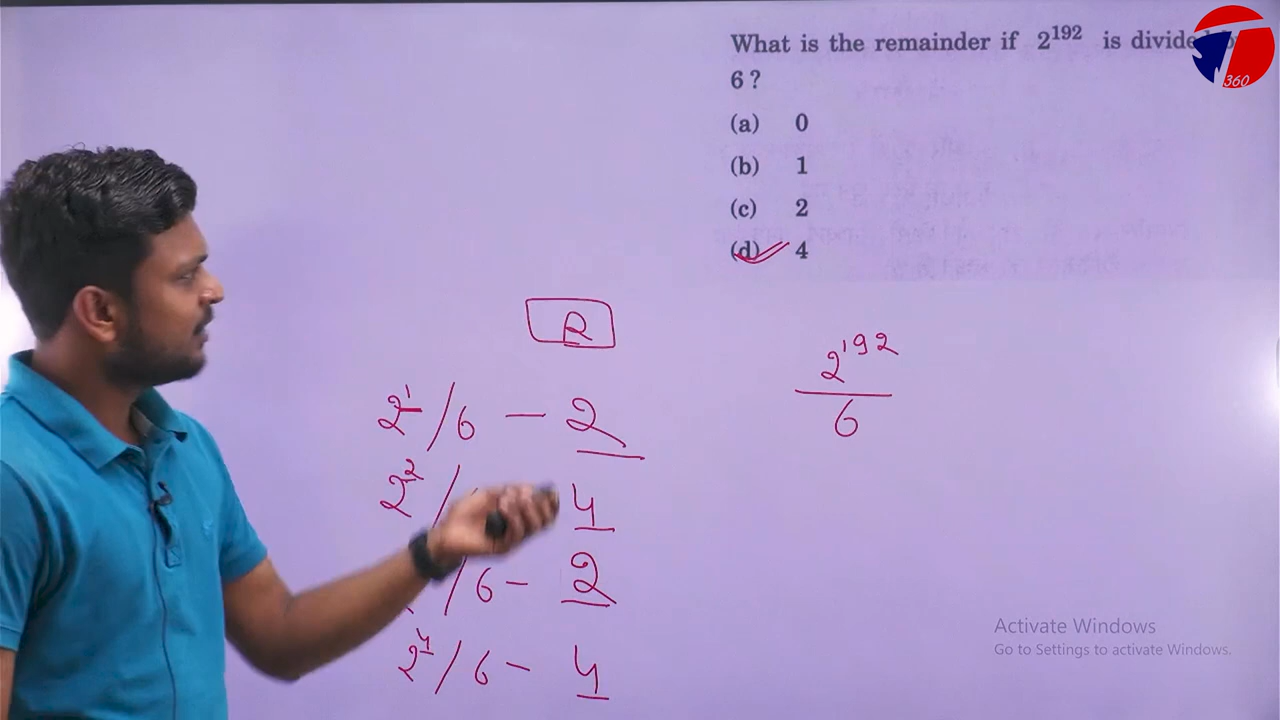 What is the remainder if 2^192 is divided
6 ?
(a) 0
(b) 1
(c) 2
(d) 4
R
2^1 / 6 — 2
2^2 / 4
/ 6 - 2
2^4 / 6 - 4
2^192
6
360
Activate Windows
Go to Settings to activate Windows.